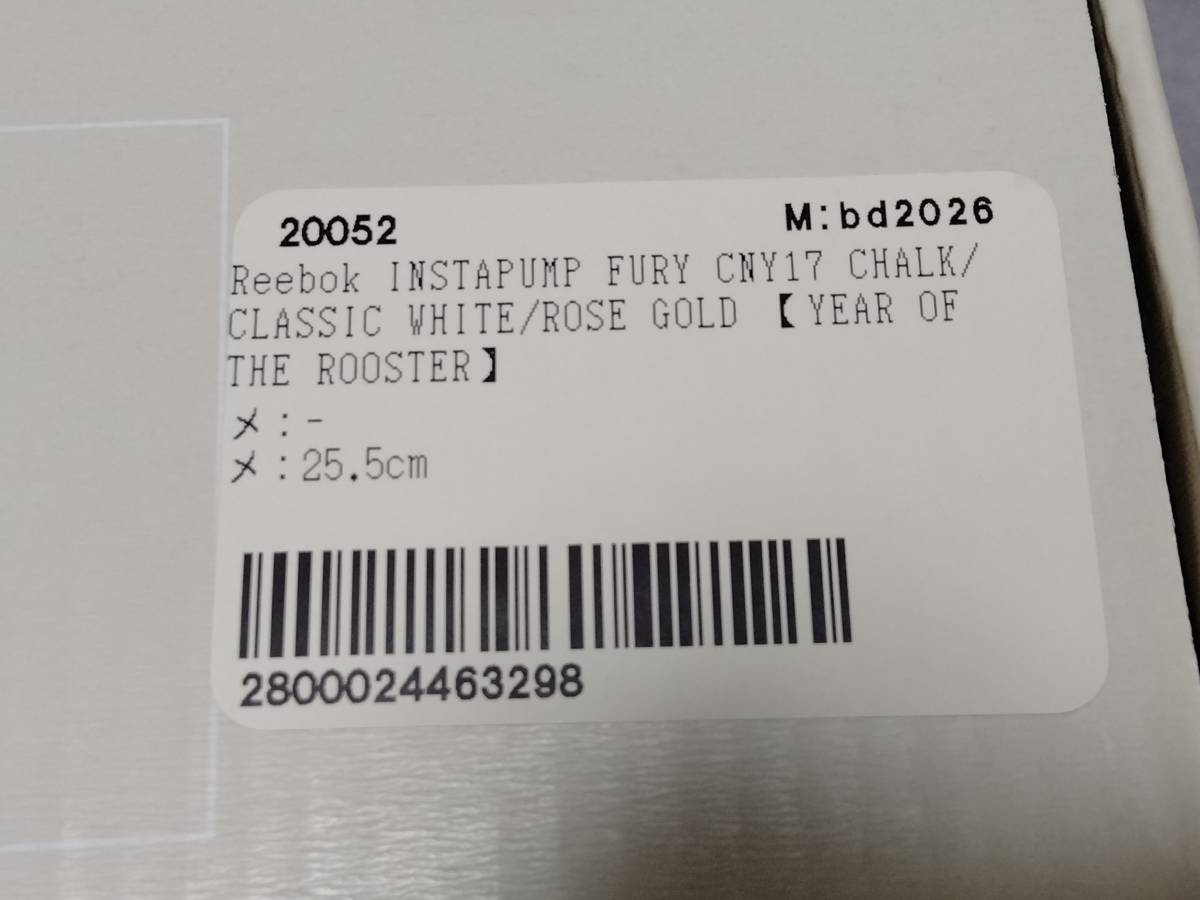 20052 M:bd2026
Reebok INSTAPUMP FURY CNY17 CHALK/
CLASSIC WHITE/ROSE GOLD 【YEAR OF
THE ROOSTER】
メ:-
メ:25.5cm
2800024463298